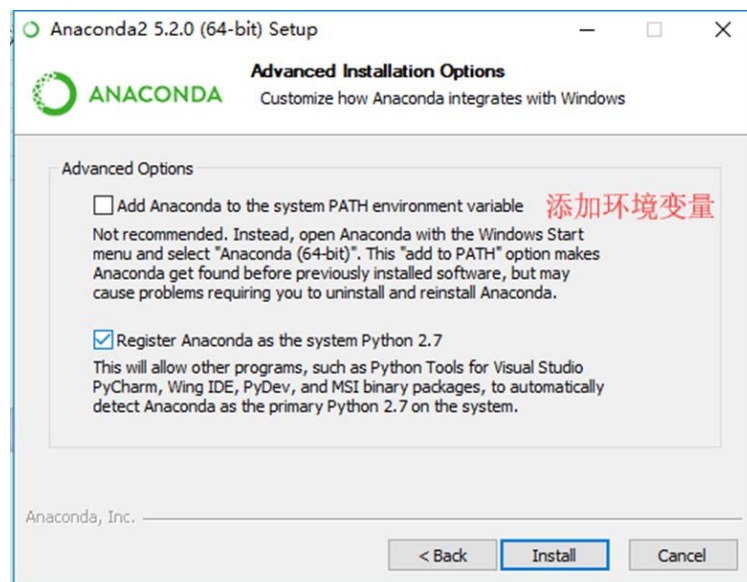 Anaconda2 5.2.0 (64-bit) Setup
ANACONDA
Advanced Installation Options
Customize how Anaconda integrates with Windows
Advanced Options
Add Anaconda to the system PATH environment variable 添加环境变量
Not recommended. Instead, open Anaconda with the Windows Start
menu and select "Anaconda (64-bit)". This "add to PATH" option makes
Anaconda get found before previously installed software, but may
cause problems requiring you to uninstall and reinstall Anaconda.
Register Anaconda as the system Python 2.7
This will allow other programs, such as Python Tools for Visual Studio
PyCharm, Wing IDE, PyDev, and MSI binary packages, to automatically
detect Anaconda as the primary Python 2.7 on the system.
Anaconda, Inc.
< Back Install Cancel